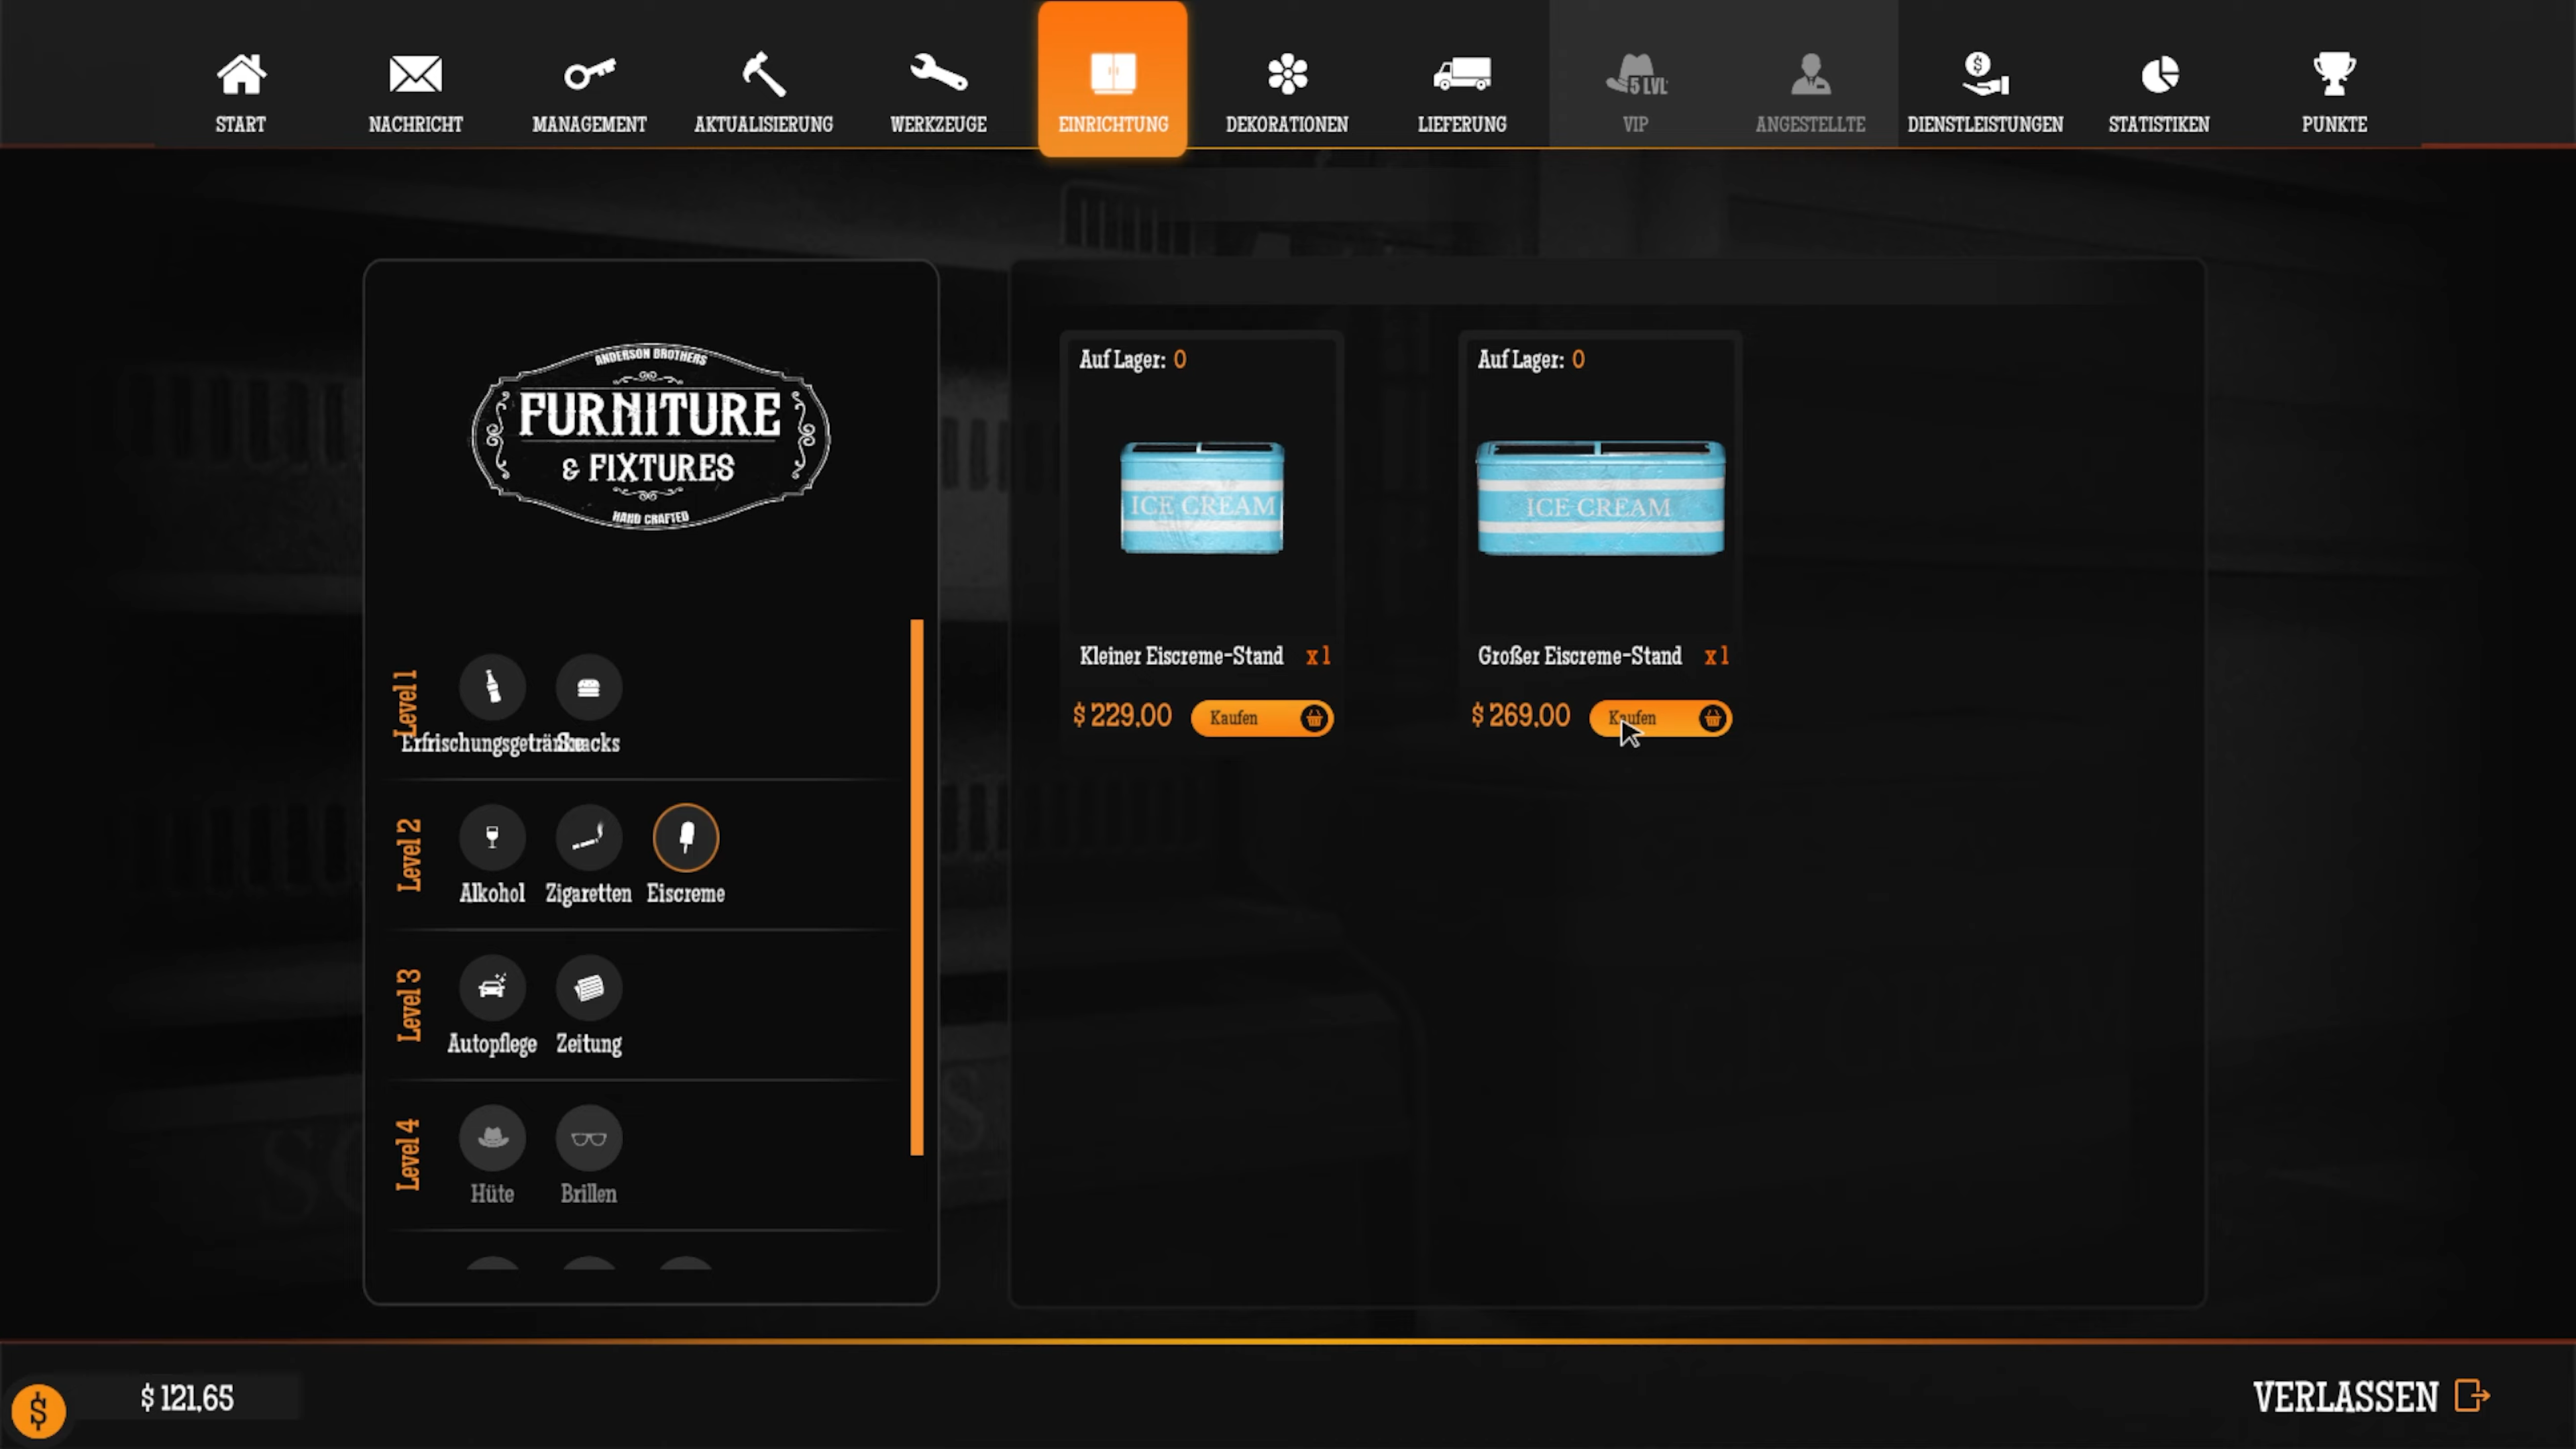 START
NACHRICHT
MANAGEMENT
AKTUALISIERUNG
WERKZEUGE
EINRICHTUNG
DEKORATIONEN
LIEFERUNG
5 LVL
VIP
ANGESTELLTE
DIENSTLEISTUNGEN
STATISTIKEN
PUNKTE
ANDERSON BROTHERS
FURNITURE
& FIXTURES
HAND CRAFTED
Level 1
Erfrischungsgetränke
Snacks
Level 2
Alkohol
Zigaretten
Eiscreme
Level 3
Autopflege
Zeitung
Level 4
Hüte
Brillen
Auf Lager: 0
ICE CREAM
Kleiner Eiscreme-Stand x1
$ 229,00
Kaufen
Auf Lager: 0
ICE CREAM
Großer Eiscreme-Stand x1
$ 269,00
Kaufen
$ 121,65
VERLASSEN